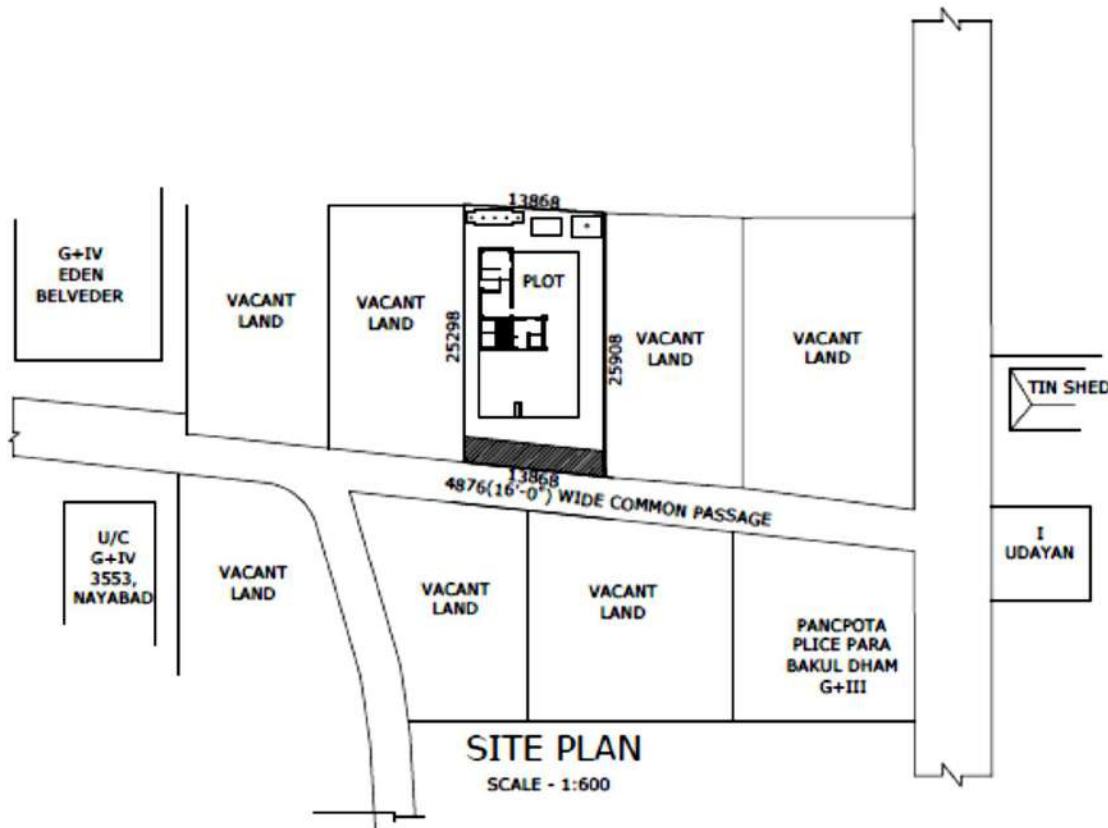 13868
G+IV
EDEN
BELVEDER
VACANT
LAND
VACANT
LAND
PLOT
25298
25908
VACANT
LAND
VACANT
LAND
TIN SHED
13868
4876(16'-0") WIDE COMMON PASSAGE
U/C
G+IV
3553,
NAYABAD
VACANT
LAND
VACANT
LAND
VACANT
LAND
I
UDAYAN
PANCPOTA
PLICE PARA
BAKUL DHAM
G+III
SITE PLAN
SCALE - 1:600